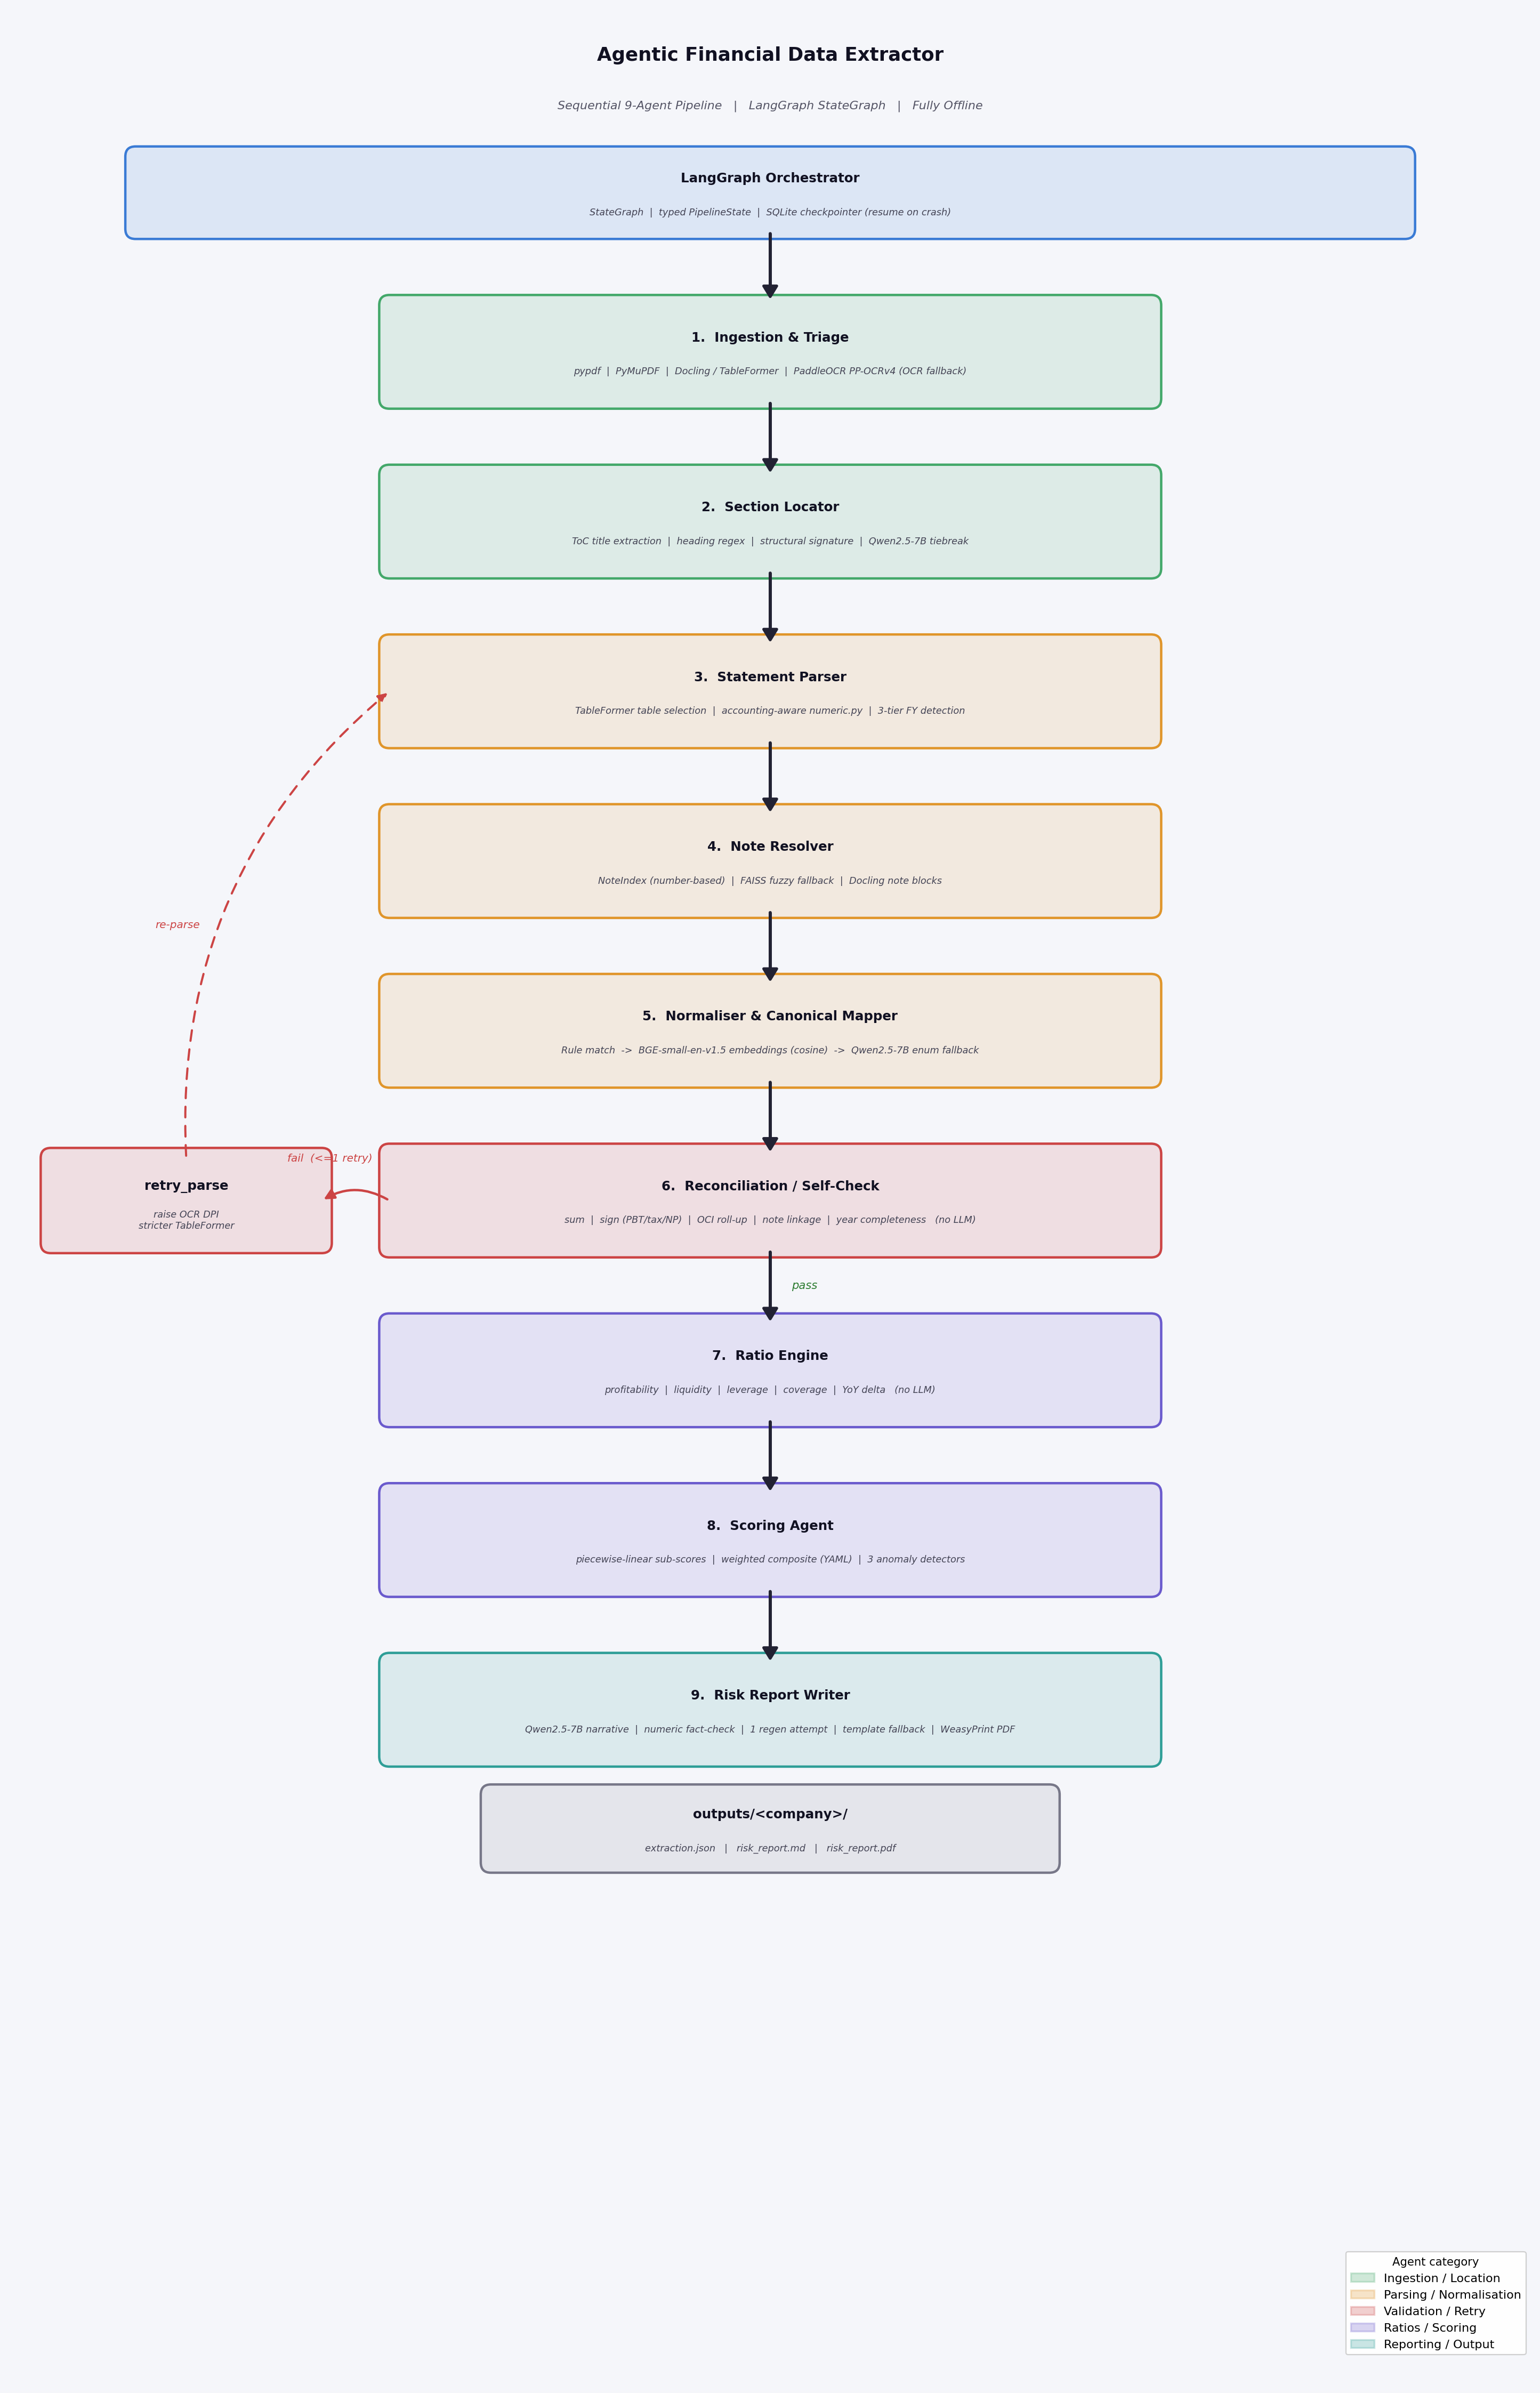 Agentic Financial Data Extractor
Sequential 9-Agent Pipeline | LangGraph StateGraph | Fully Offline
LangGraph Orchestrator
StateGraph | typed PipelineState | SQLite checkpointer (resume on crash)
1. Ingestion & Triage
pypdf | PyMuPDF | Docling / TableFormer | PaddleOCR PP-OCRv4 (OCR fallback)
2. Section Locator
ToC title extraction | heading regex | structural signature | Qwen2.5-7B tiebreak
3. Statement Parser
TableFormer table selection | accounting-aware numeric.py | 3-tier FY detection
4. Note Resolver
NoteIndex (number-based) | FAISS fuzzy fallback | Docling note blocks
re-parse
5. Normaliser & Canonical Mapper
Rule match -> BGE-small-en-v1.5 embeddings (cosine) -> Qwen2.5-7B enum fallback
fail (<=1 retry)
retry_parse
raise OCR DPI
stricter TableFormer
6. Reconciliation / Self-Check
sum | sign (PBT/tax/NP) | OCI roll-up | note linkage | year completeness (no LLM)
pass
7. Ratio Engine
profitability | liquidity | leverage | coverage | YoY delta (no LLM)
8. Scoring Agent
piecewise-linear sub-scores | weighted composite (YAML) | 3 anomaly detectors
9. Risk Report Writer
Qwen2.5-7B narrative | numeric fact-check | 1 regen attempt | template fallback | WeasyPrint PDF
outputs/<company>/
extraction.json | risk_report.md | risk_report.pdf
Agent category
Ingestion / Location
Parsing / Normalisation
Validation / Retry
Ratios / Scoring
Reporting / Output